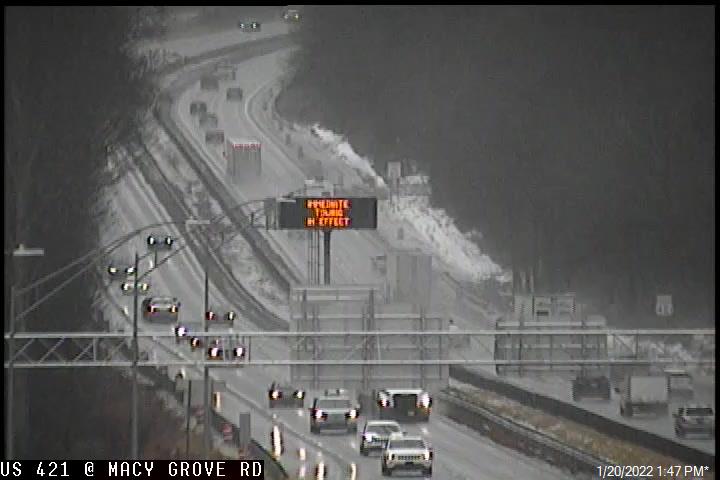 IMMEDIATE
TOWING
IN EFFECT
US 421 @ MACY GROVE RD
1/20/2022 1:47 PM*